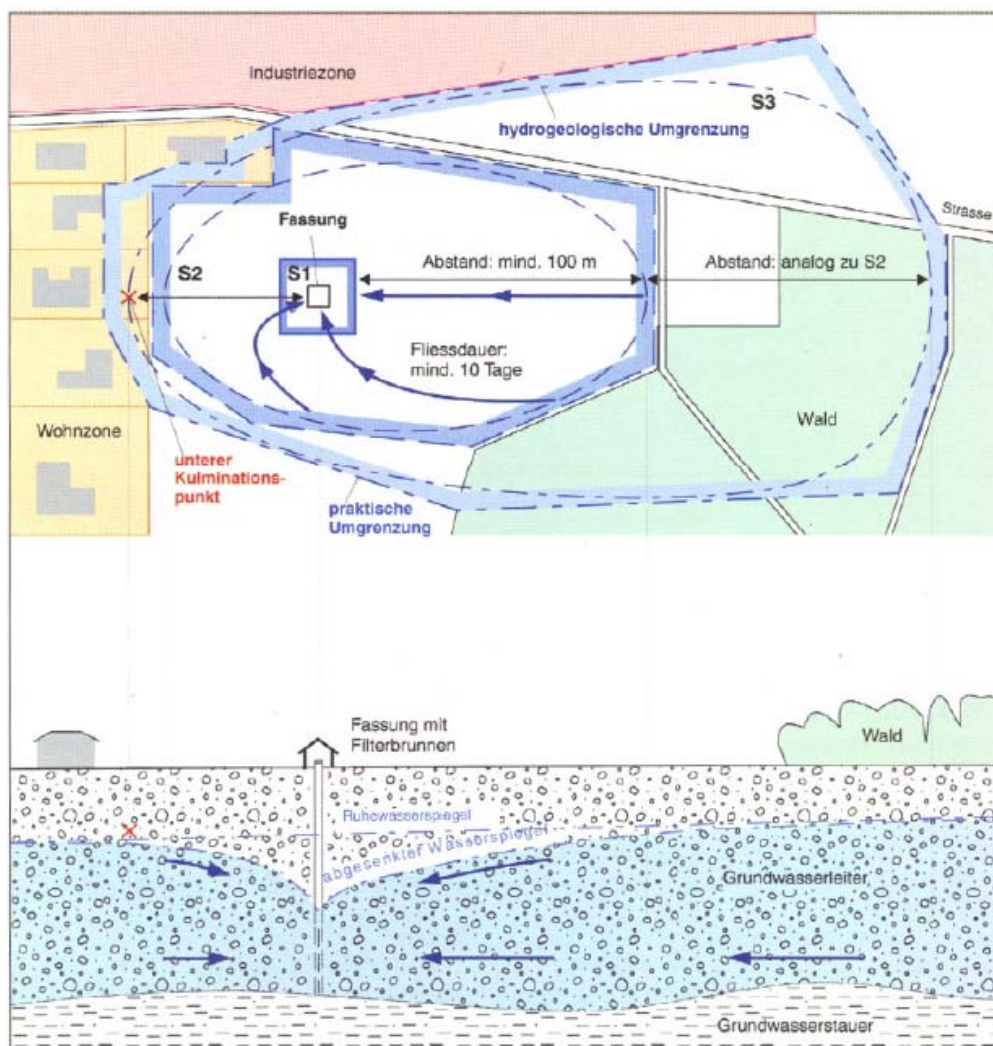 Industriezone
S3
hydrogeologische Umgrenzung
Strasse
Fassung
S2
S1
Abstand: mind. 100 m
Abstand: analog zu S2
Fliessdauer:
mind. 10 Tage
Wohnzone
Wald
unterer
Kulminations-
punkt
praktische
Umgrenzung
Fassung mit
Filterbrunnen
Wald
Ruhewasserspiegel
abgesenkter Wasserspiegel
Grundwasserleiter
Grundwasserstauer